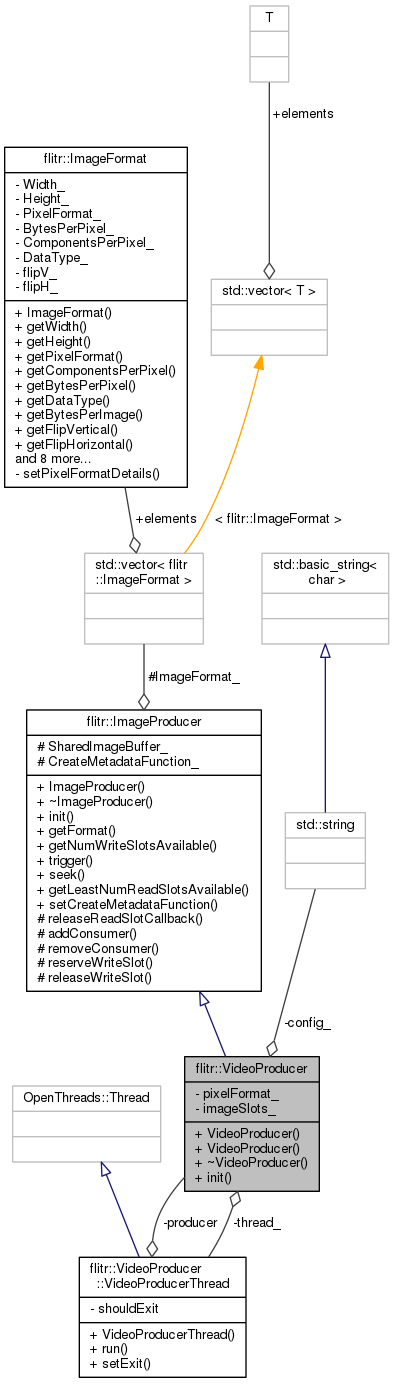 T
+elements
flitr::ImageFormat
- Width_
- Height_
- PixelFormat_
- BytesPerPixel_
- ComponentsPerPixel_
- DataType_
- flipV_
- flipH_
+ ImageFormat()
+ getWidth()
+ getHeight()
+ getPixelFormat()
+ getComponentsPerPixel()
+ getBytesPerPixel()
+ getDataType()
+ getBytesPerImage()
+ getFlipVertical()
+ getFlipHorizontal()
and 8 more...
- setPixelFormatDetails()
std::vector< T >
+elements
< flitr::ImageFormat >
std::vector< flitr
::ImageFormat >
std::basic_string<
char >
#ImageFormat_
flitr::ImageProducer
# SharedImageBuffer_
# CreateMetadataFunction_
+ ImageProducer()
+ ~ImageProducer()
+ init()
+ getFormat()
+ getNumWriteSlotsAvailable()
+ trigger()
+ seek()
+ getLeastNumReadSlotsAvailable()
+ setCreateMetadataFunction()
# releaseReadSlotCallback()
# addConsumer()
# removeConsumer()
# reserveWriteSlot()
# releaseWriteSlot()
std::string
-config_
flitr::VideoProducer
- pixelFormat_
- imageSlots_
+ VideoProducer()
+ VideoProducer()
+ ~VideoProducer()
+ init()
OpenThreads::Thread
-producer
-thread_
flitr::VideoProducer
::VideoProducerThread
- shouldExit
+ VideoProducerThread()
+ run()
+ setExit()